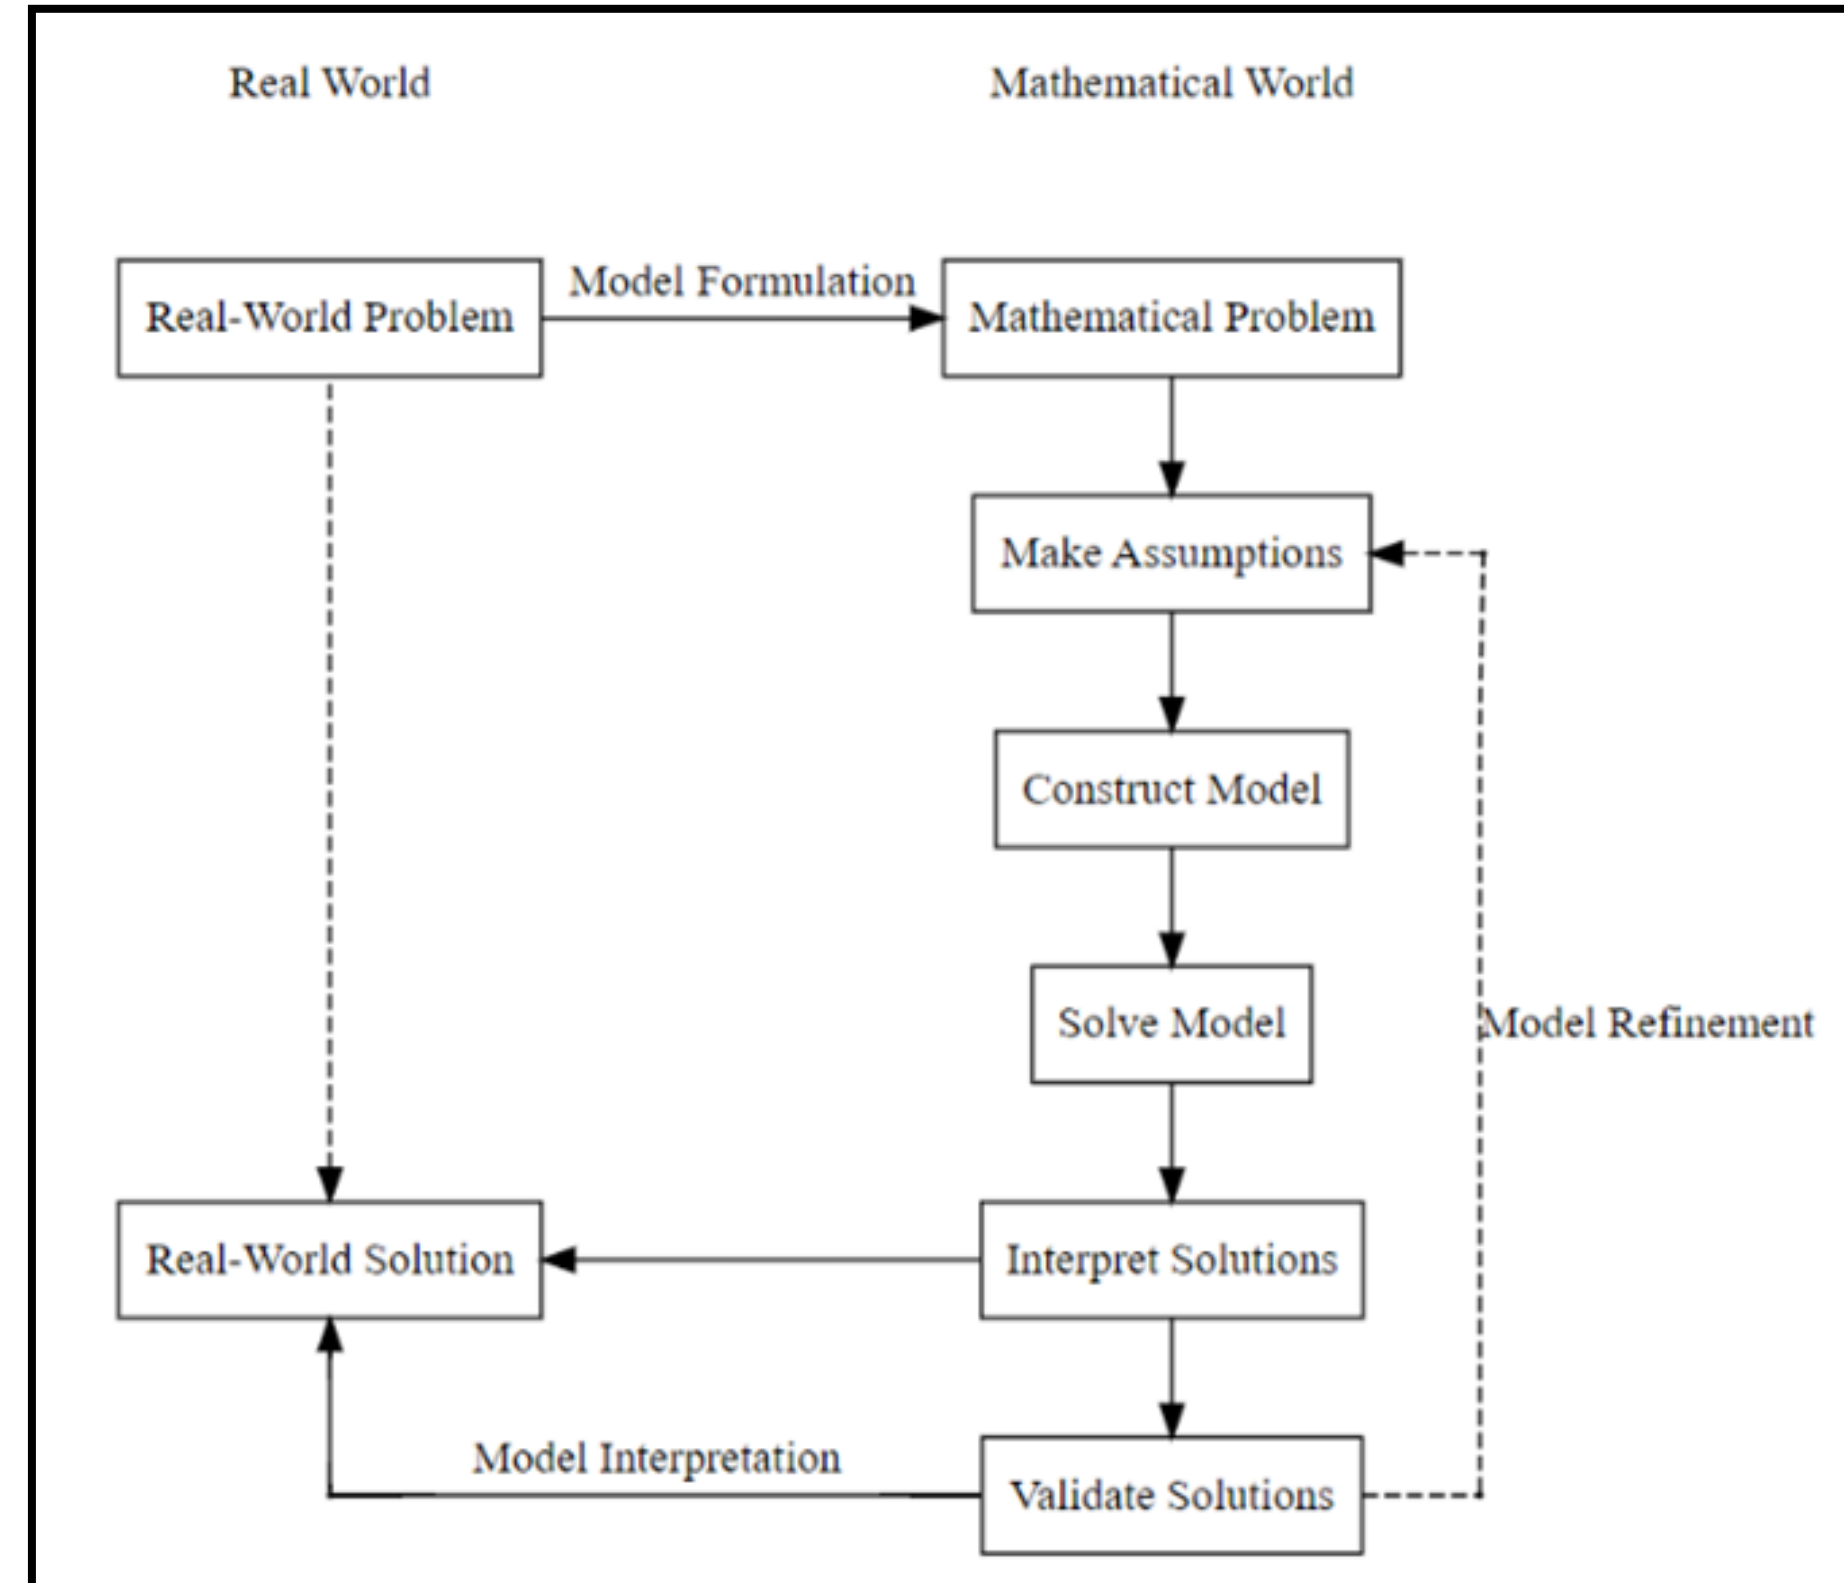 Real World
Mathematical World
Real-World Problem
Model Formulation
Mathematical Problem
Make Assumptions
Construct Model
Solve Model
Model Refinement
Real-World Solution
Interpret Solutions
Model Interpretation
Validate Solutions